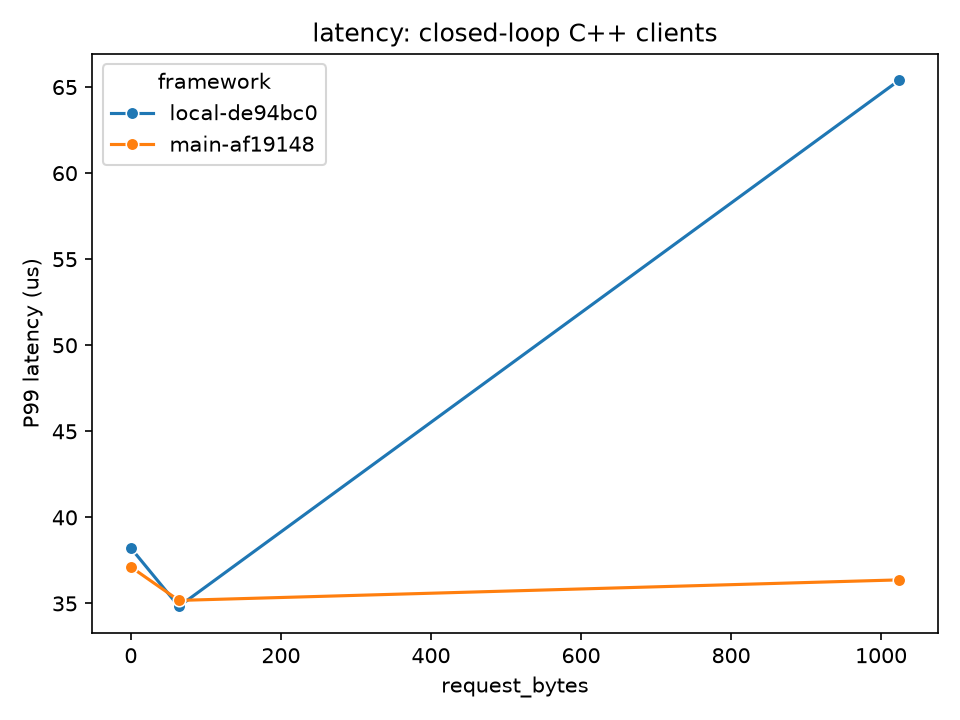 latency: closed-loop C++ clients
framework
local-de94bc0
main-af19148
P99 latency (us)
65
60
55
50
45
40
35
0 200 400 600 800 1000
request_bytes